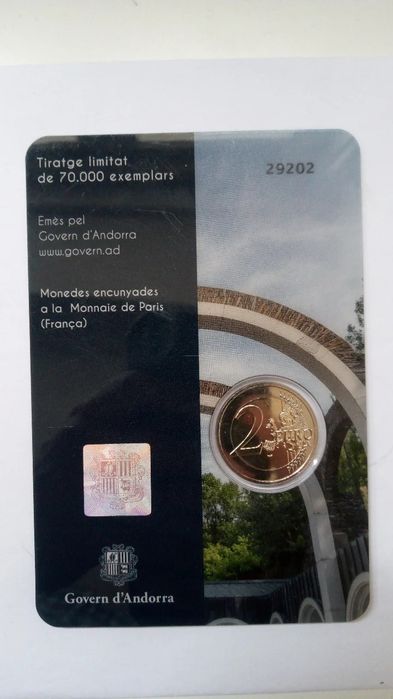 Tiratge limitat
de 70.000 exemplars
29202
Emès pel
Govern d'Andorra
www.govern.ad
Monedes encunyades
a la Monnaie de Paris
(França)
2 EURO
Govern d'Andorra